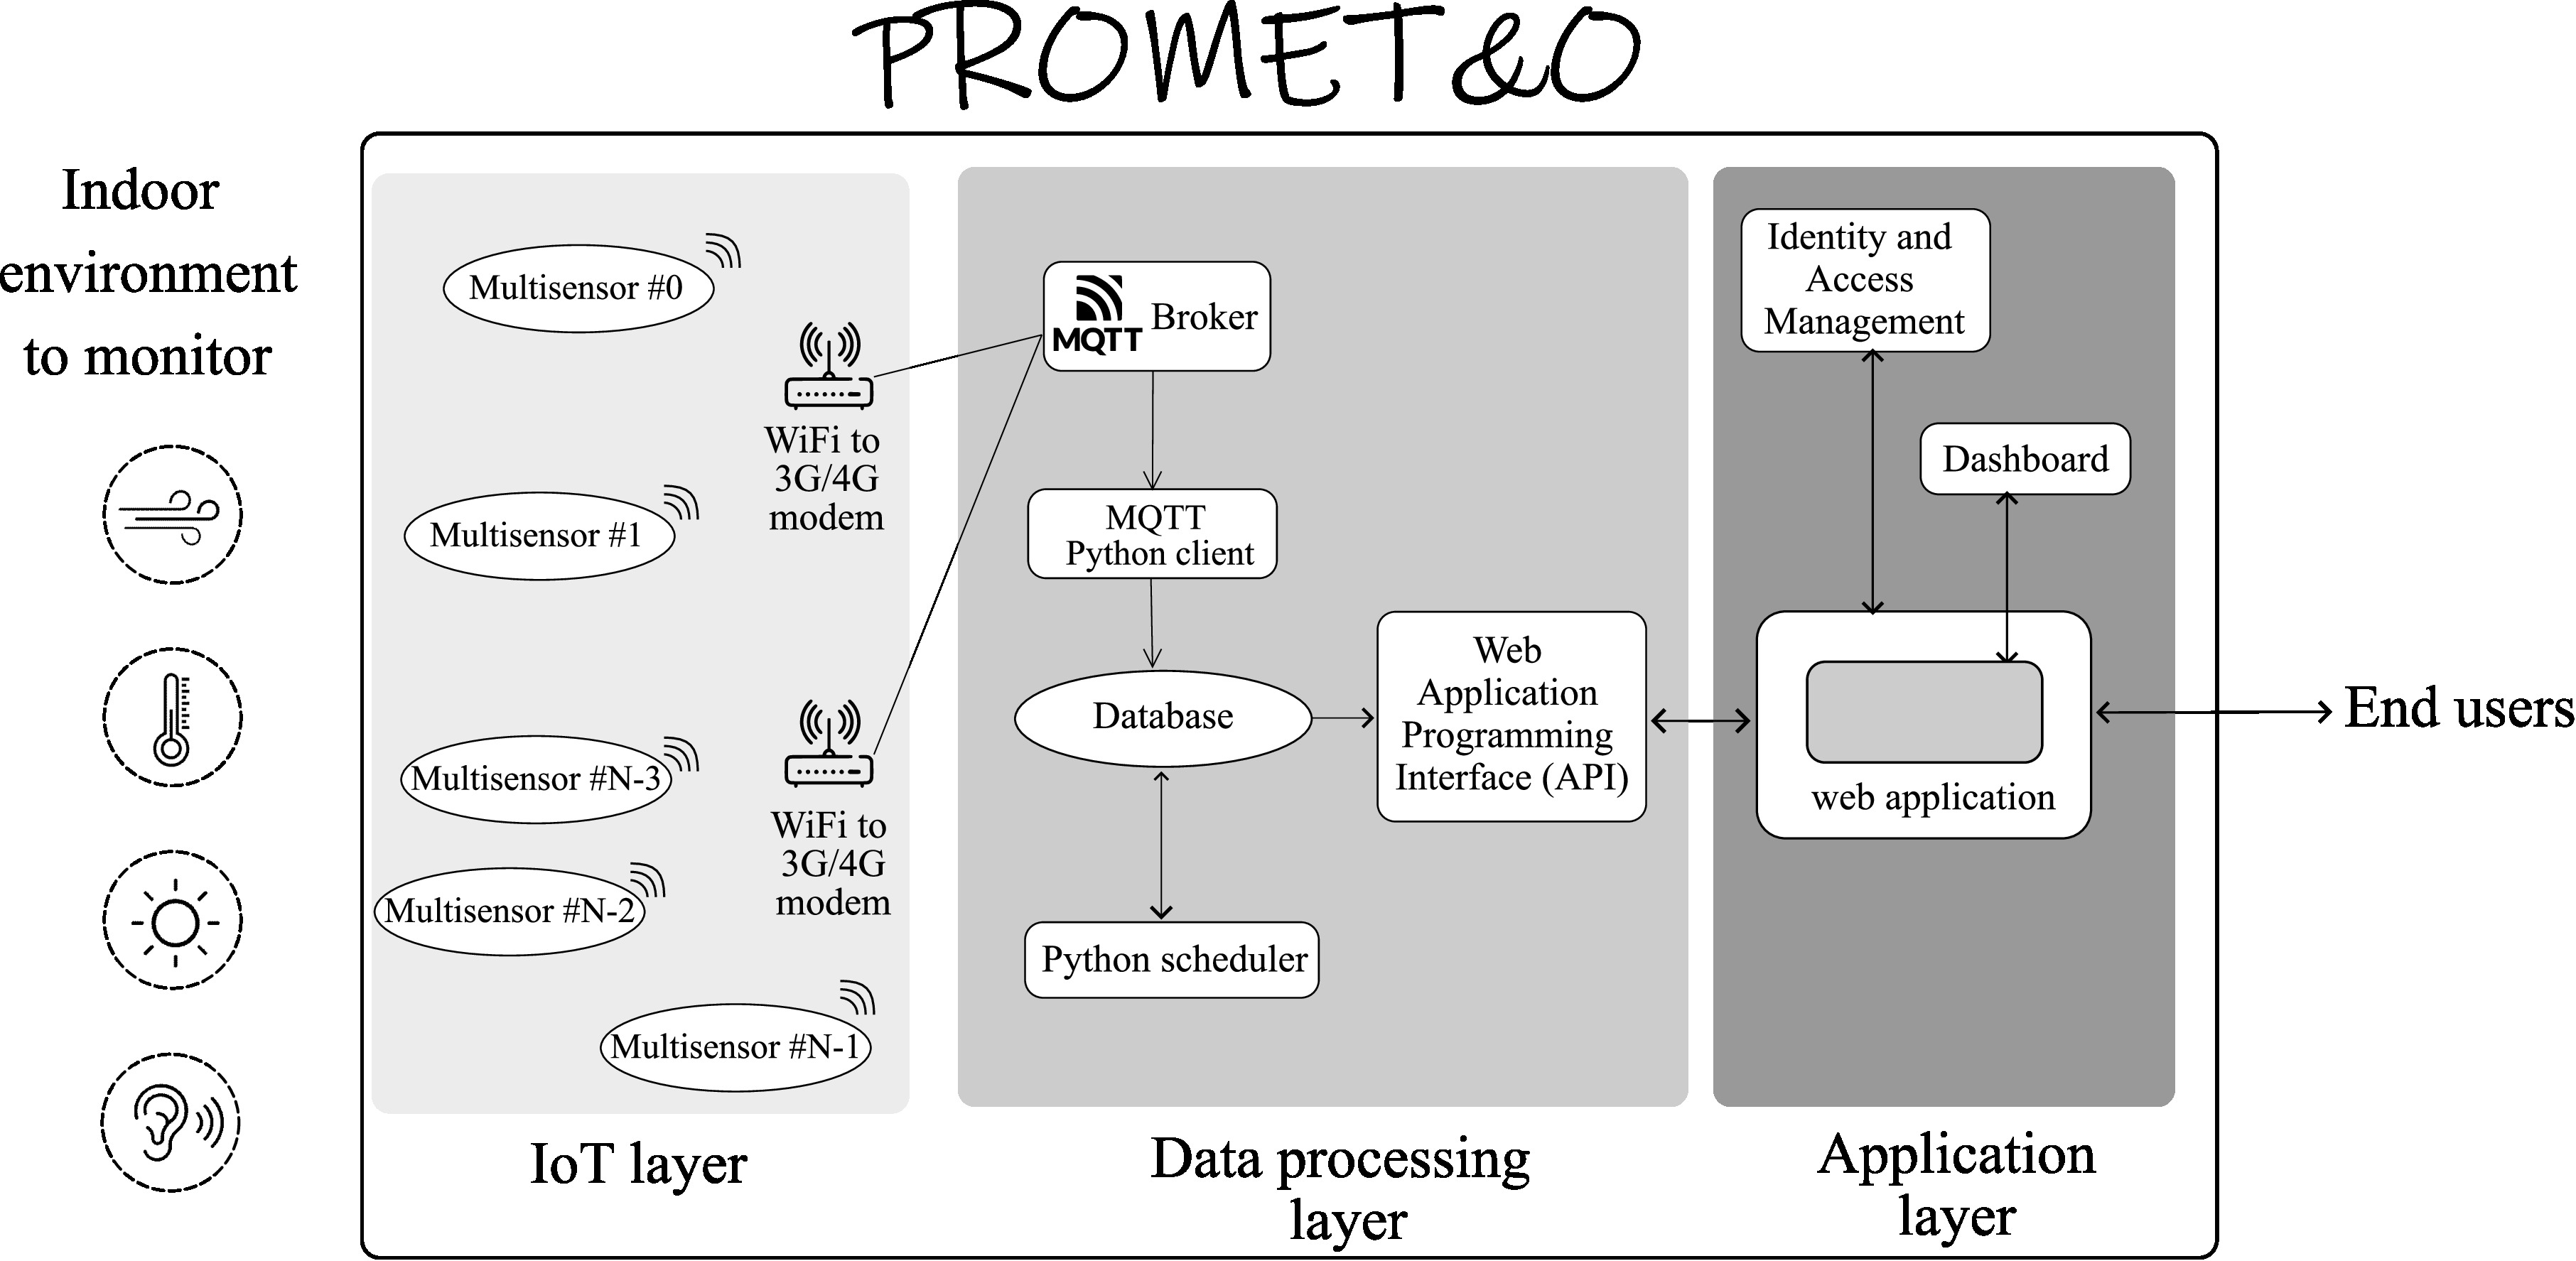 PROMET&O
Indoor
environment
to monitor
Multisensor #0
Multisensor #1
Multisensor #N-3
Multisensor #N-2
Multisensor #N-1
WiFi to
3G/4G
modem
WiFi to
3G/4G
modem
IoT layer
MQTT Broker
MQTT
Python client
Database
Python scheduler
Web
Application
Programming
Interface (API)
Data processing
layer
Identity and
Access
Management
Dashboard
web application
Application
layer
End users